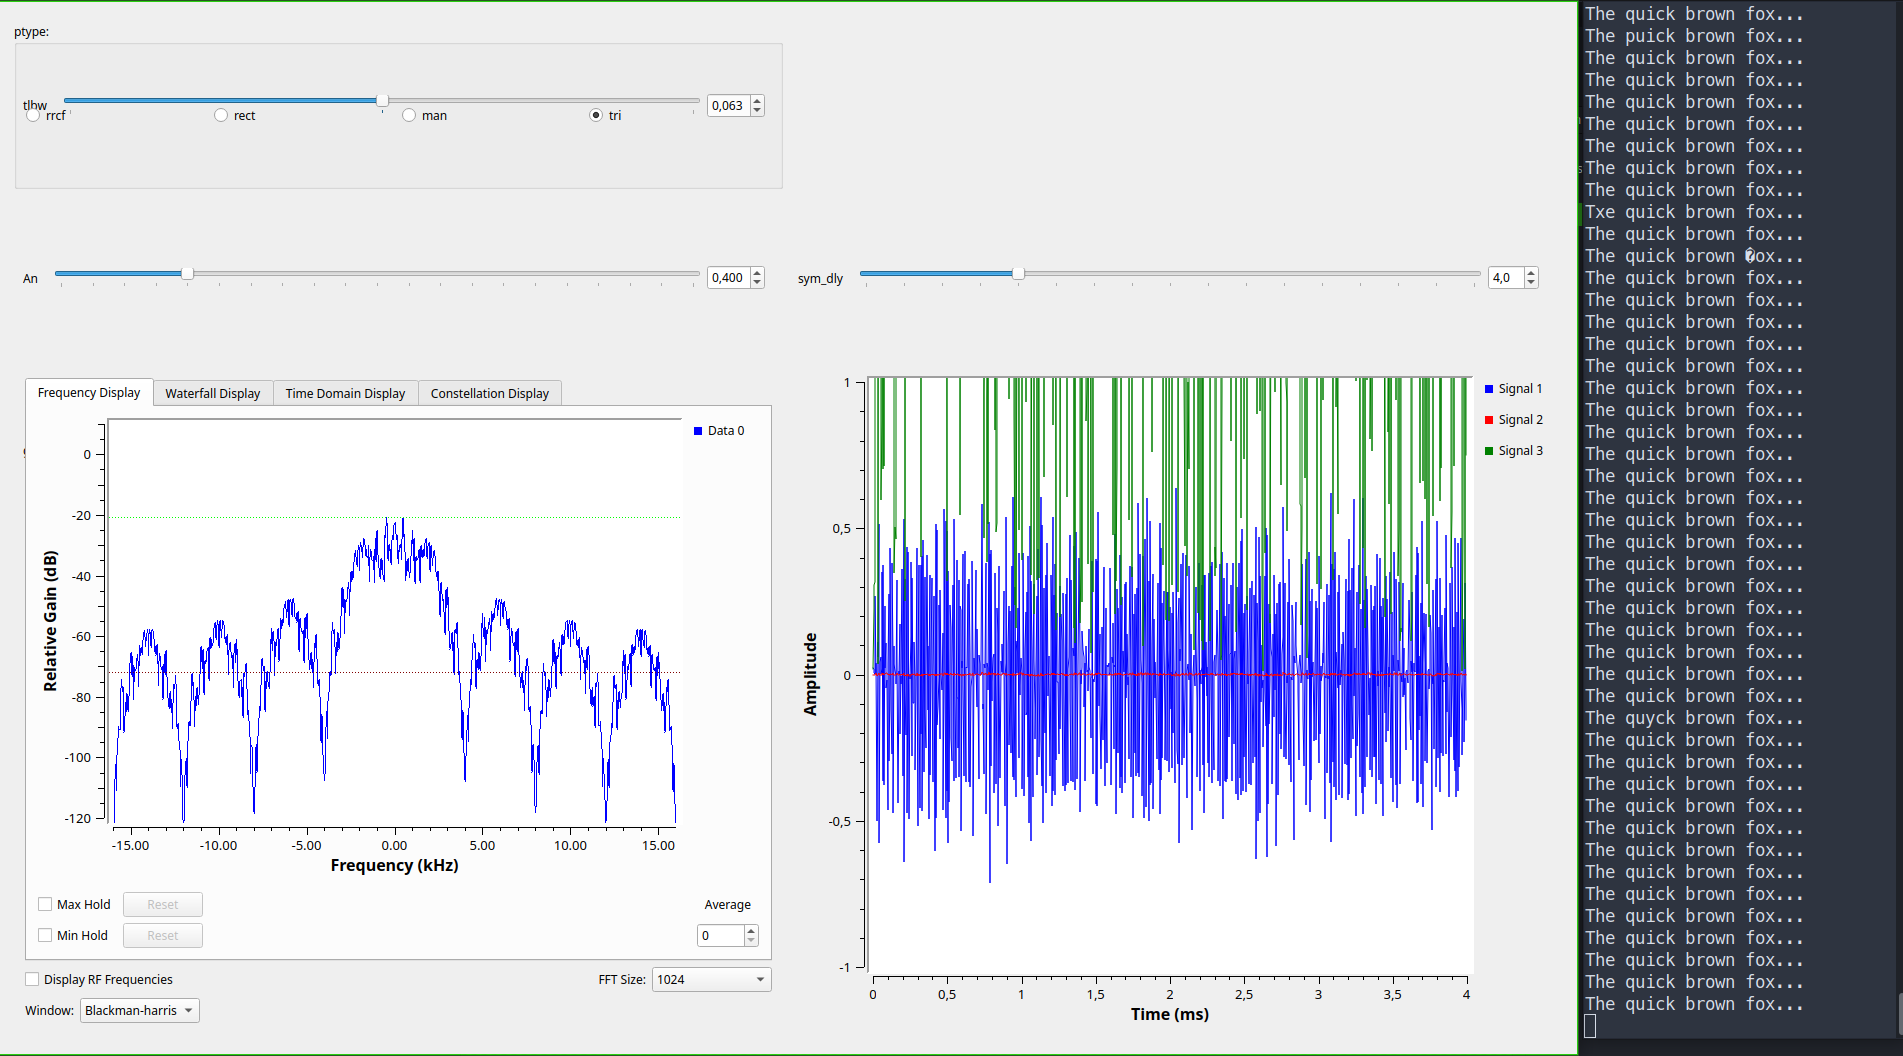 ptype:
tlbw
0,063
rrcf rect man tri
An
0,400
sym_dly
4,0
Frequency Display Waterfall Display Time Domain Display Constellation Display
Data 0
Relative Gain (dB)
0
-20
-40
-60
-80
-100
-120
-15.00 -10.00 -5.00 0.00 5.00 10.00 15.00
Frequency (kHz)
Max Hold Reset
Min Hold Reset
Average
0
Display RF Frequencies
FFT Size: 1024
Window: Blackman-harris
Signal 1
Signal 2
Signal 3
Amplitude
1
0,5
0
-0,5
-1
0 0,5 1 1,5 2 2,5 3 3,5 4
Time (ms)
The quick brown fox...
The puick brown fox...
The quick brown fox...
The quick brown fox...
The quick brown fox...
The quick brown fox...
The quick brown fox...
The quick brown fox...
The quick brown fox...
Txe quick brown fox...
The quick brown fox...
The quick brown �ox...
The quick brown fox...
The quick brown fox...
The quick brown fox...
The quick brown fox...
The quick brown fox...
The quick brown fox...
The quick brown fox...
The quick brown fox...
The quick brown fox..
The quick brown fox...
The quick brown fox...
The quick brown fox...
The quick brown fox...
The quick brown fox...
The quick brown fox...
The quick brown fox...
The quick brown fox...
The quick brown fox...
The quick brown fox...
The quick brown fox...
The quyck brown fox...
The quick brown fox...
The quick brown fox...
The quick brown fox...
The quick brown fox...
The quick brown fox...
The quick brown fox...
The quick brown fox...
The quick brown fox...
The quick brown fox...
The quick brown fox...
The quick brown fox...
The quick brown fox...
The quick brown fox...